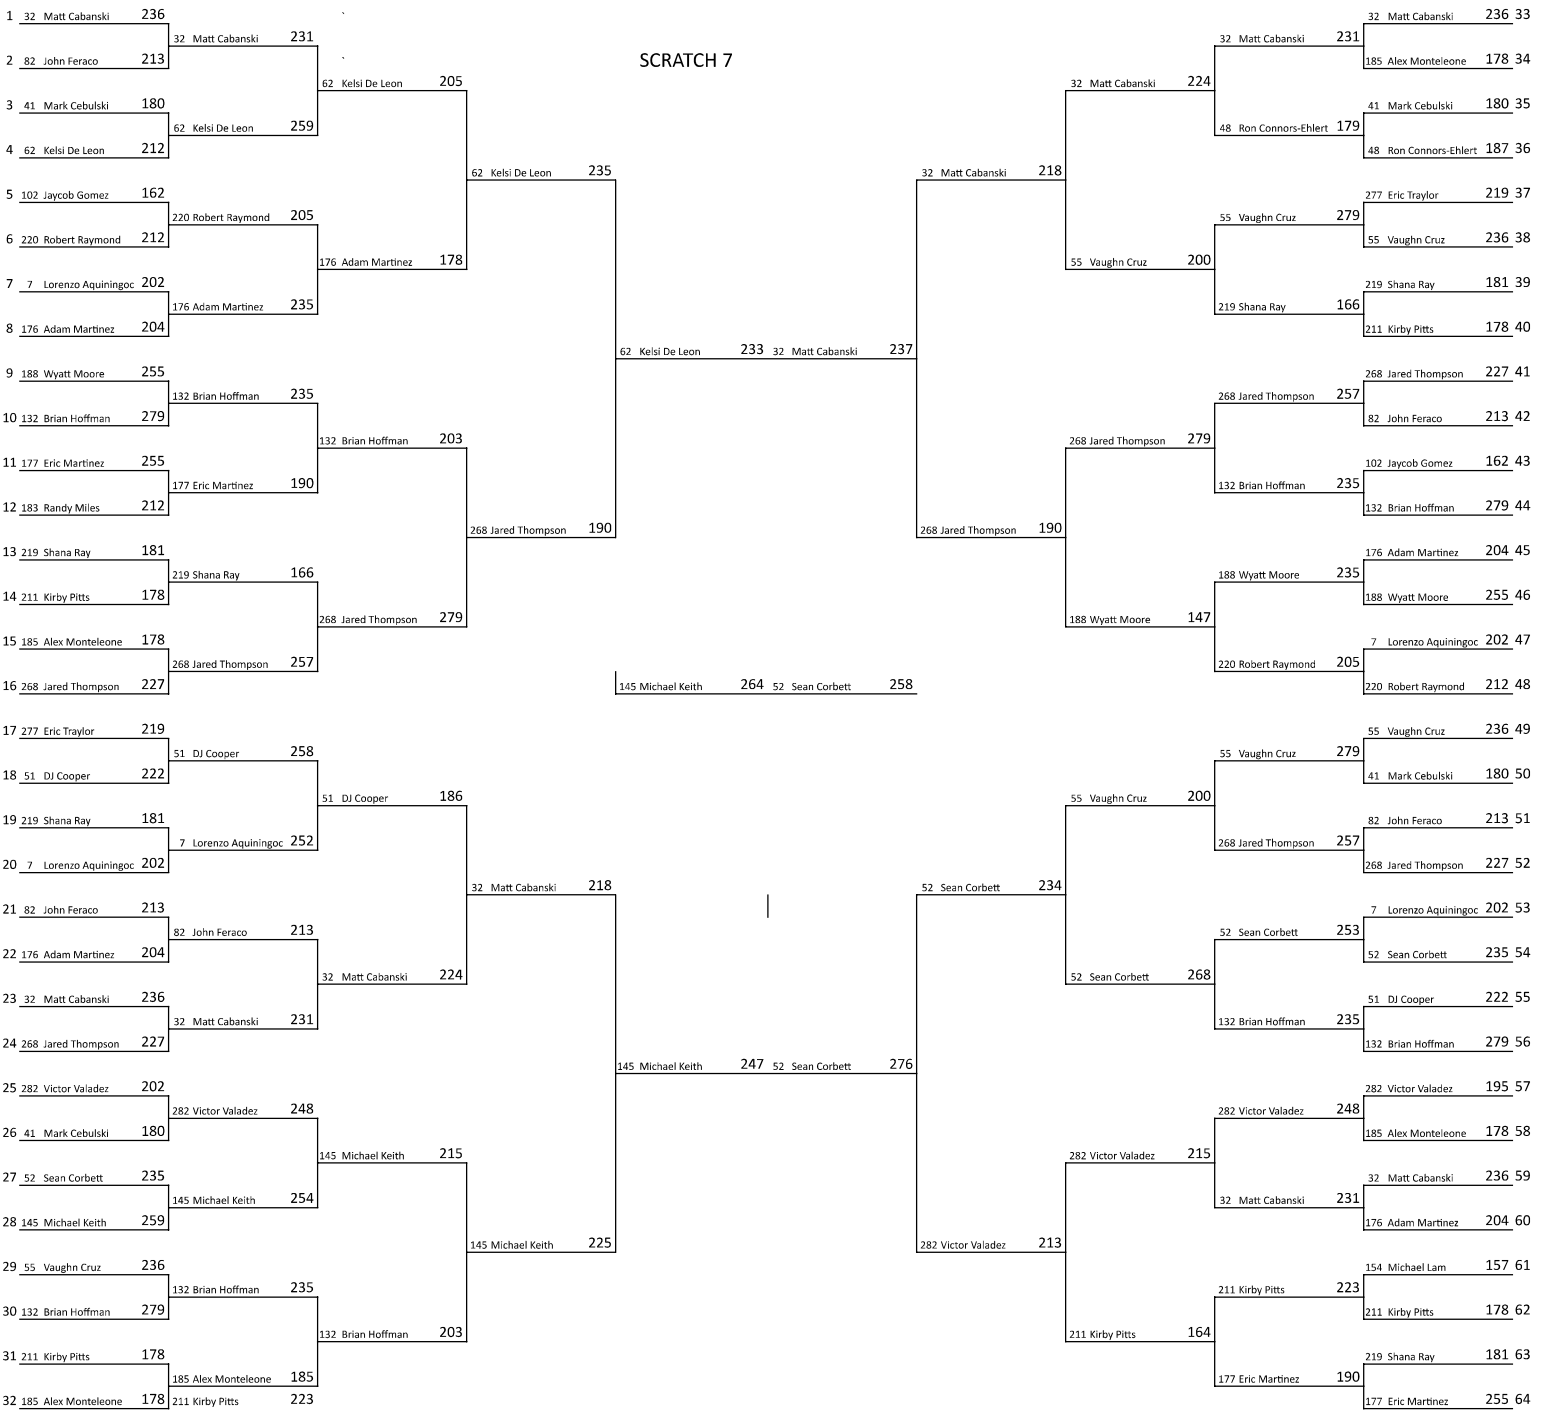 SCRATCH 7
1 32 Matt Cabanski 236
32 Matt Cabanski 231
2 82 John Feraco 213
62 Kelsi De Leon 205
3 41 Mark Cebulski 180
62 Kelsi De Leon 259
4 62 Kelsi De Leon 212
62 Kelsi De Leon 235
5 102 Jaycob Gomez 162
220 Robert Raymond 205
6 220 Robert Raymond 212
176 Adam Martinez 178
7 7 Lorenzo Aquiningoc 202
176 Adam Martinez 235
8 176 Adam Martinez 204
62 Kelsi De Leon 233 32 Matt Cabanski 237
9 188 Wyatt Moore 255
132 Brian Hoffman 235
10 132 Brian Hoffman 279
132 Brian Hoffman 203
11 177 Eric Martinez 255
177 Eric Martinez 190
12 183 Randy Miles 212
268 Jared Thompson 190
13 219 Shana Ray 181
219 Shana Ray 166
14 211 Kirby Pitts 178
268 Jared Thompson 279
15 185 Alex Monteleone 178
268 Jared Thompson 257
16 268 Jared Thompson 227
145 Michael Keith 264 52 Sean Corbett 258
17 277 Eric Traylor 219
51 DJ Cooper 258
18 51 DJ Cooper 222
51 DJ Cooper 186
19 219 Shana Ray 181
7 Lorenzo Aquiningoc 252
20 7 Lorenzo Aquiningoc 202
32 Matt Cabanski 218
21 82 John Feraco 213
82 John Feraco 213
22 176 Adam Martinez 204
32 Matt Cabanski 224
23 32 Matt Cabanski 236
32 Matt Cabanski 231
24 268 Jared Thompson 227
145 Michael Keith 247 52 Sean Corbett 276
25 282 Victor Valadez 202
282 Victor Valadez 248
26 41 Mark Cebulski 180
145 Michael Keith 215
27 52 Sean Corbett 235
145 Michael Keith 254
28 145 Michael Keith 259
145 Michael Keith 225
29 55 Vaughn Cruz 236
132 Brian Hoffman 235
30 132 Brian Hoffman 279
132 Brian Hoffman 203
31 211 Kirby Pitts 178
185 Alex Monteleone 185
32 185 Alex Monteleone 178 211 Kirby Pitts 223
32 Matt Cabanski 236 33
32 Matt Cabanski 231
185 Alex Monteleone 178 34
32 Matt Cabanski 224
41 Mark Cebulski 180 35
48 Ron Connors-Ehlert 179
48 Ron Connors-Ehlert 187 36
32 Matt Cabanski 218
277 Eric Traylor 219 37
55 Vaughn Cruz 279
55 Vaughn Cruz 236 38
55 Vaughn Cruz 200
219 Shana Ray 181 39
219 Shana Ray 166
211 Kirby Pitts 178 40
268 Jared Thompson 227 41
268 Jared Thompson 257
82 John Feraco 213 42
268 Jared Thompson 279
102 Jaycob Gomez 162 43
132 Brian Hoffman 235
132 Brian Hoffman 279 44
268 Jared Thompson 190
176 Adam Martinez 204 45
188 Wyatt Moore 235
188 Wyatt Moore 255 46
188 Wyatt Moore 147
7 Lorenzo Aquiningoc 202 47
220 Robert Raymond 205
220 Robert Raymond 212 48
55 Vaughn Cruz 236 49
55 Vaughn Cruz 279
41 Mark Cebulski 180 50
55 Vaughn Cruz 200
82 John Feraco 213 51
268 Jared Thompson 257
268 Jared Thompson 227 52
52 Sean Corbett 234
7 Lorenzo Aquiningoc 202 53
52 Sean Corbett 253
52 Sean Corbett 235 54
52 Sean Corbett 268
51 DJ Cooper 222 55
132 Brian Hoffman 235
132 Brian Hoffman 279 56
282 Victor Valadez 195 57
282 Victor Valadez 248
185 Alex Monteleone 178 58
282 Victor Valadez 215
32 Matt Cabanski 236 59
32 Matt Cabanski 231
176 Adam Martinez 204 60
282 Victor Valadez 213
154 Michael Lam 157 61
211 Kirby Pitts 223
211 Kirby Pitts 178 62
211 Kirby Pitts 164
219 Shana Ray 181 63
177 Eric Martinez 190
177 Eric Martinez 255 64